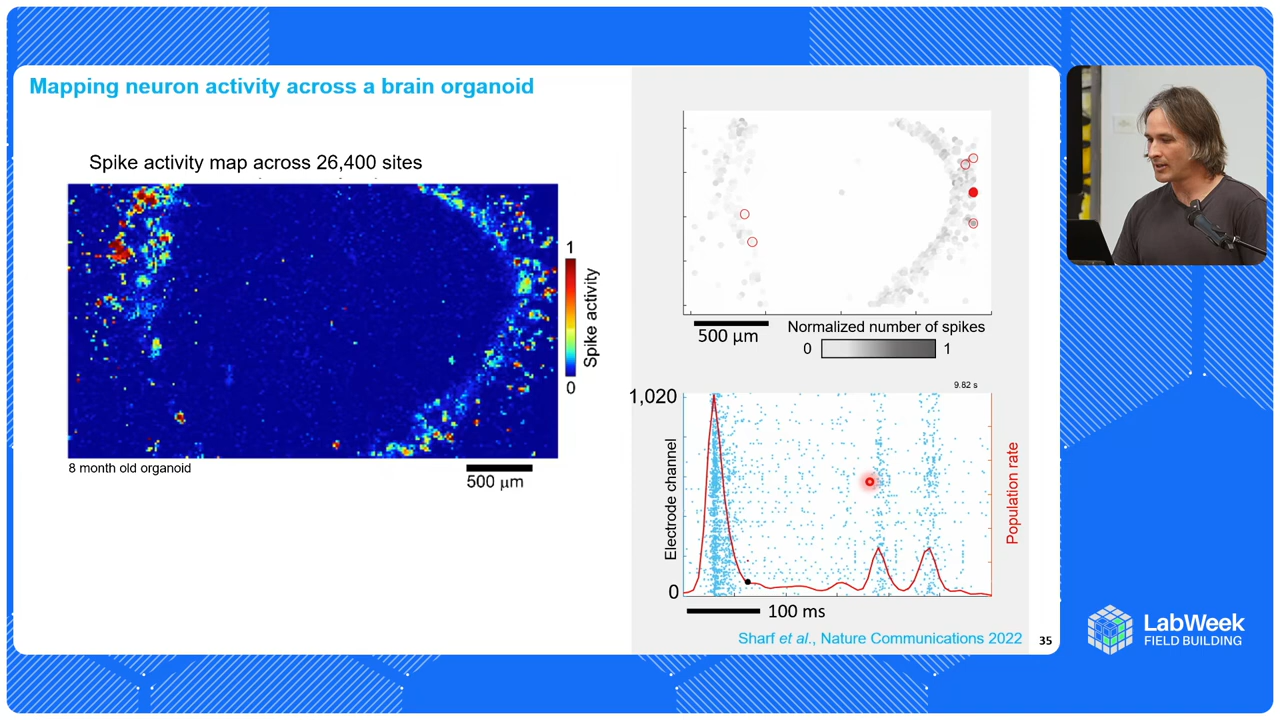 Mapping neuron activity across a brain organoid
Spike activity map across 26,400 sites
1
Spike activity
0
8 month old organoid
500 µm
500 µm
Normalized number of spikes
0
1
9.82 s
1,020
Electrode channel
Population rate
0
100 ms
Sharf et al., Nature Communications 2022
35
LabWeek
FIELD BUILDING